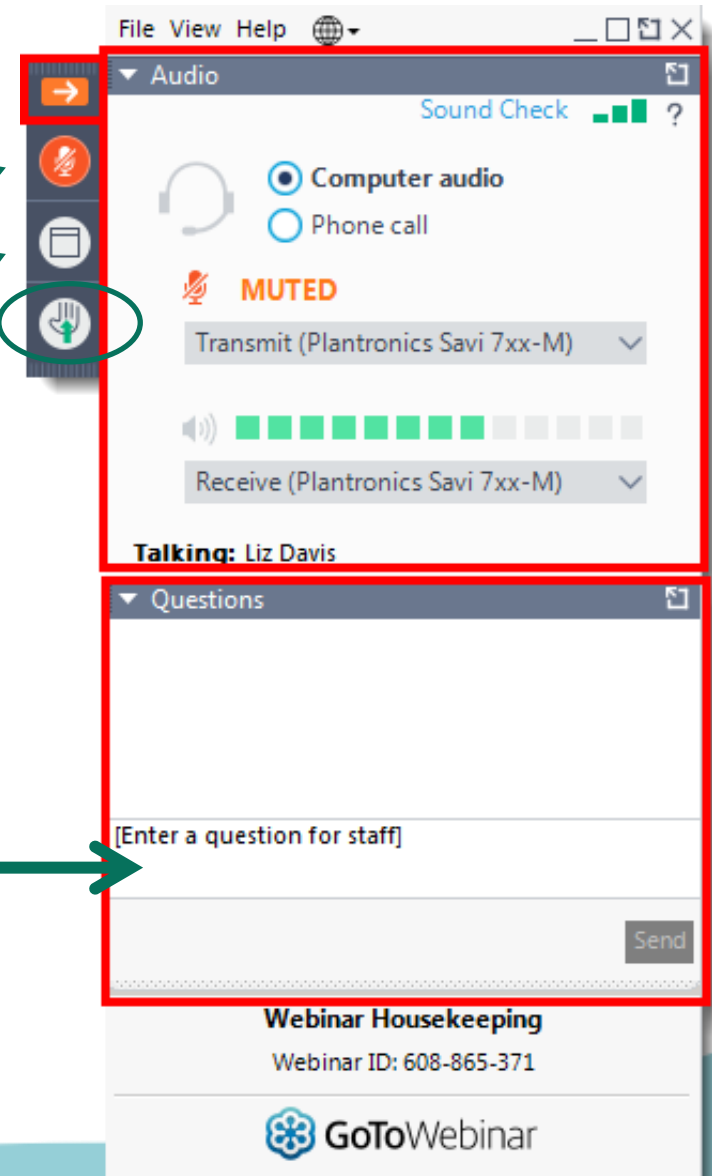 File View Help
Audio
Sound Check ?
Computer audio
Phone call
MUTED
Transmit (Plantronics Savi 7xx-M)
Receive (Plantronics Savi 7xx-M)
Talking: Liz Davis
Questions
[Enter a question for staff]
Send
Webinar Housekeeping
Webinar ID: 608-865-371
GoToWebinar